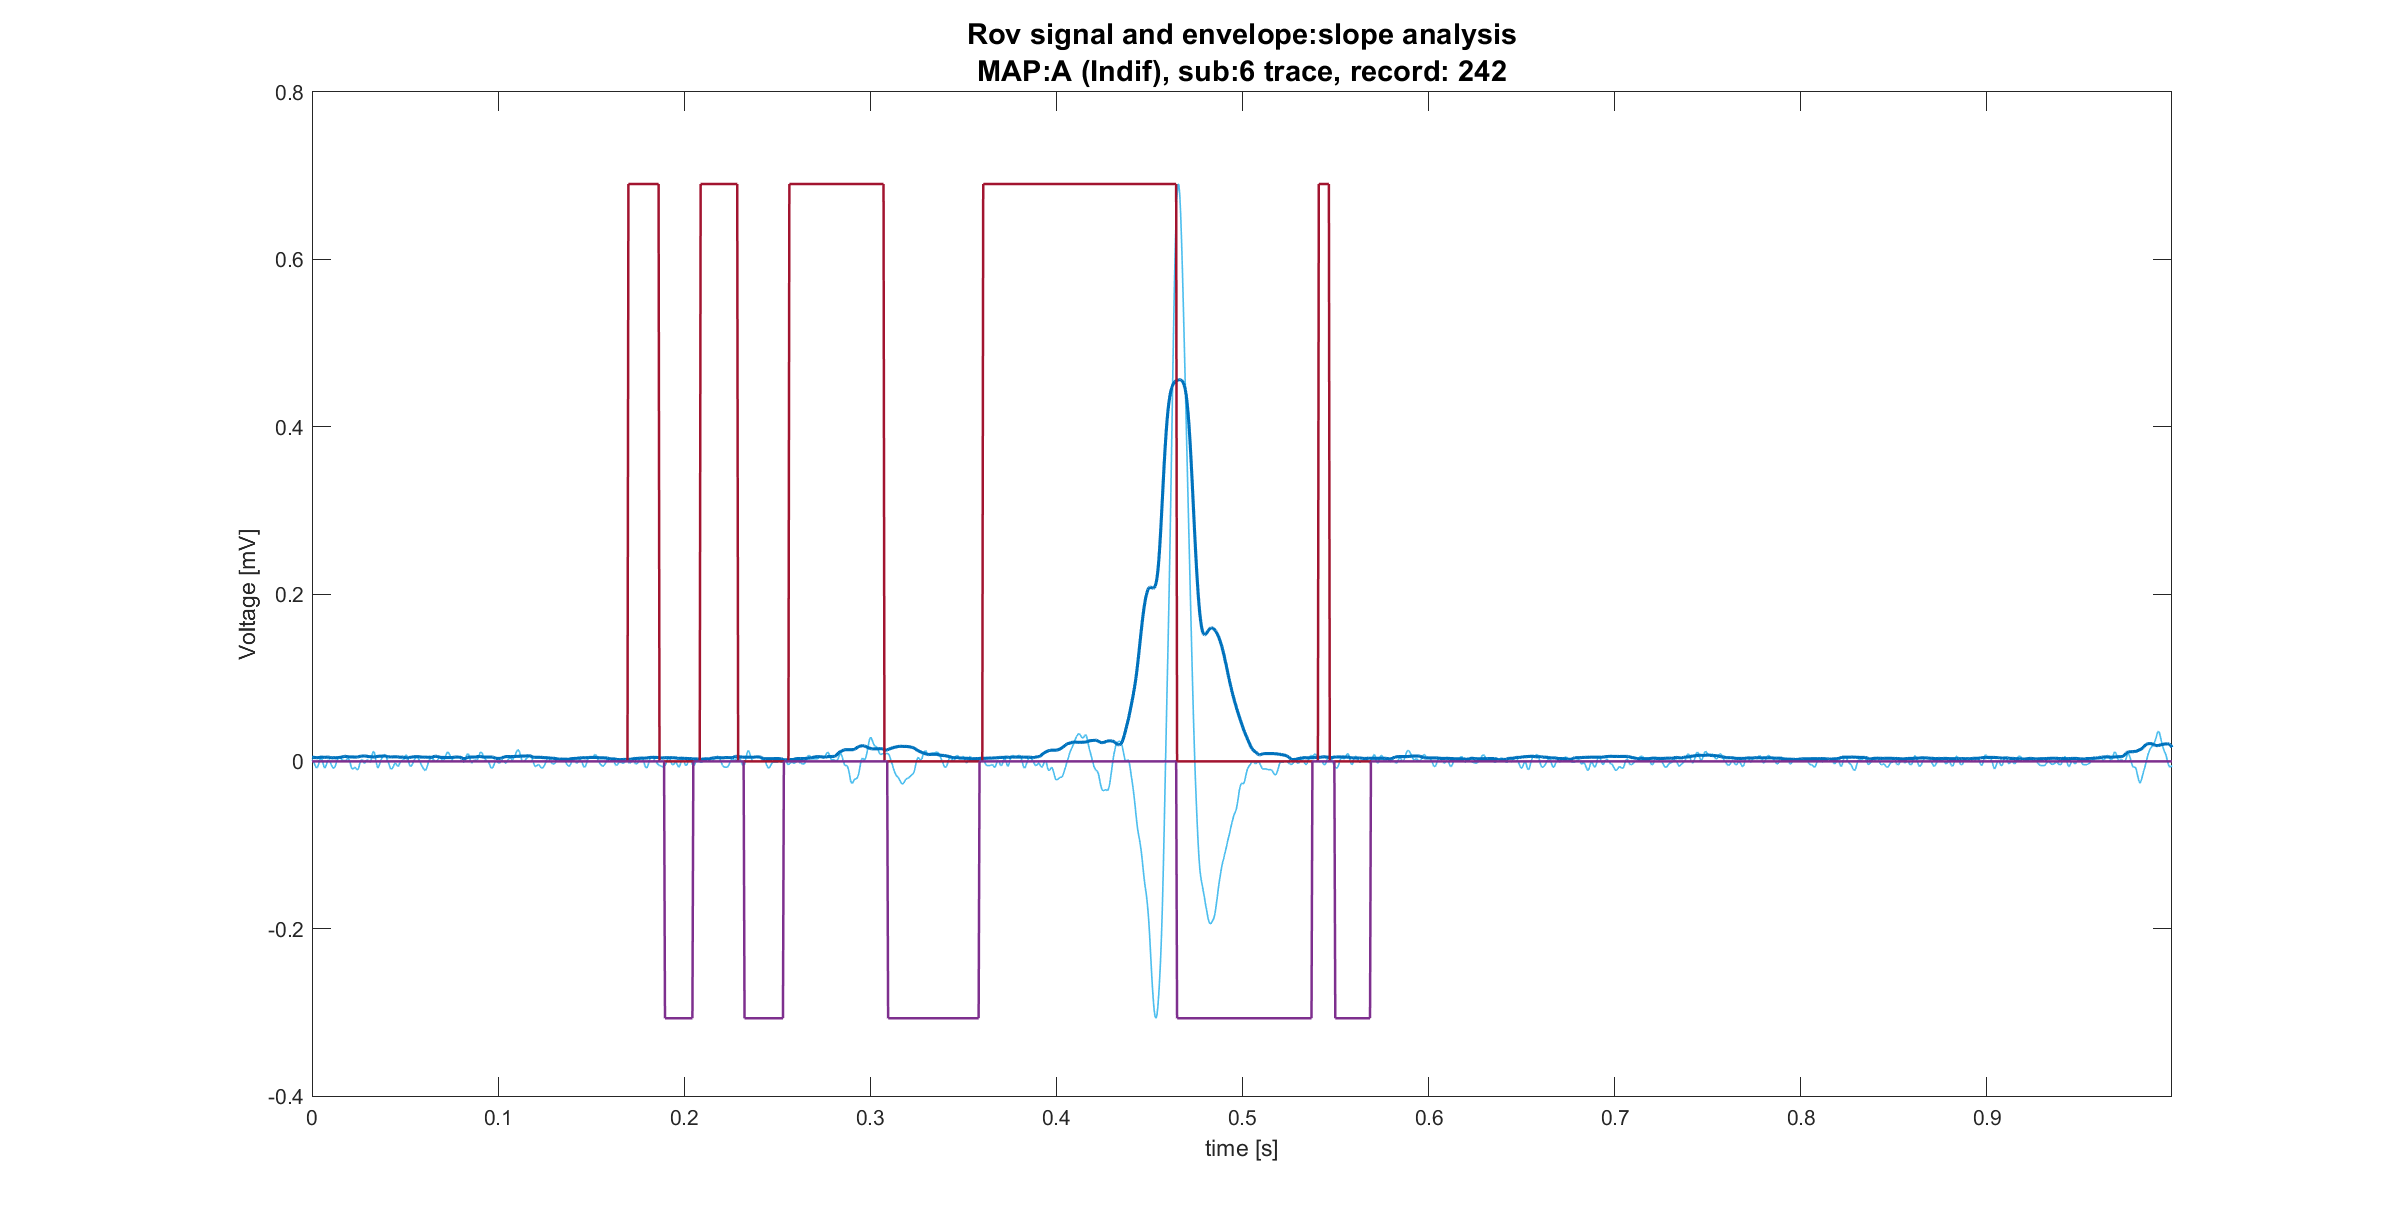 Rov signal and envelope:slope analysis
MAP:A (Indif), sub:6 trace, record: 242
0.8
0.6
0.4
0.2
0
-0.2
-0.4
Voltage [mV]
0 0.1 0.2 0.3 0.4 0.5 0.6 0.7 0.8 0.9
time [s]